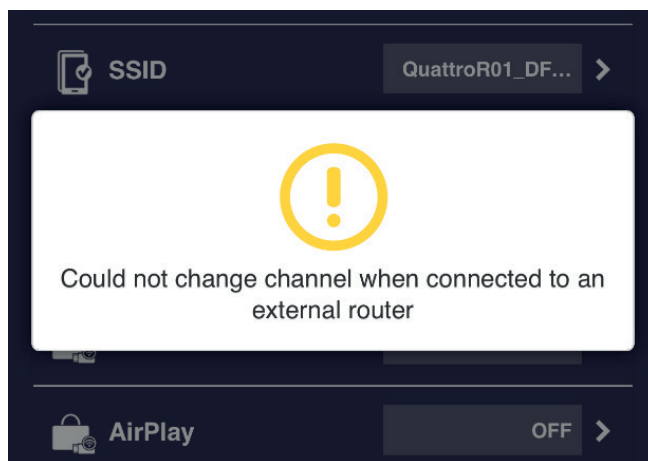 SSID
QuattroR01_DF...
Could not change channel when connected to an
external router
AirPlay
OFF